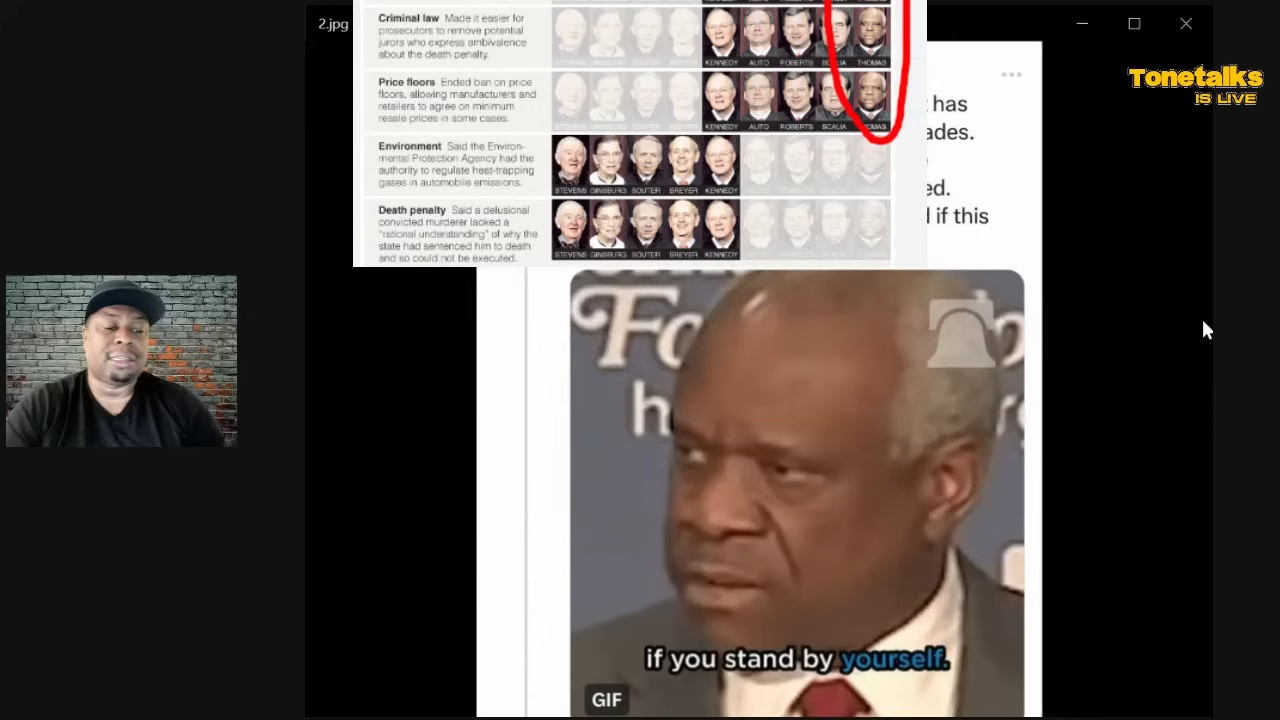 2.jpg
Tonetalks
IS LIVE
Criminal law Made it easier for
prosecutors to remove potential
jurors who express ambivalence
about the death penalty.
KENNEDY ALITO ROBERTS SCALIA THOMAS
Price floors Ended ban on price
floors, allowing manufacturers and
retailers to agree on minimum
resale prices in some cases.
KENNEDY ALITO ROBERTS SCALIA
Environment Said the Environ-
mental Protection Agency had the
authority to regulate heat-trapping
gases in automobile emissions.
STEVENS GINSBURG SOUTER BREYER KENNEDY
Death penalty Said a delusional
convicted murderer lacked a
"rational understanding" of why the
state had sentenced him to death
and so could not be executed.
STEVENS GINSBURG SOUTER BREYER KENNEDY
has
ades.
ed.
if this
Fo
h
if you stand by yourself.
GIF